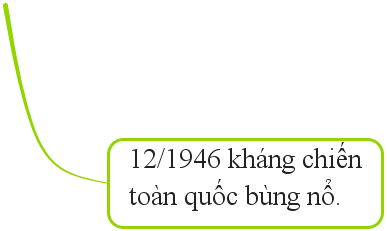 12/1946 kháng chiến
toàn quốc bùng nổ.